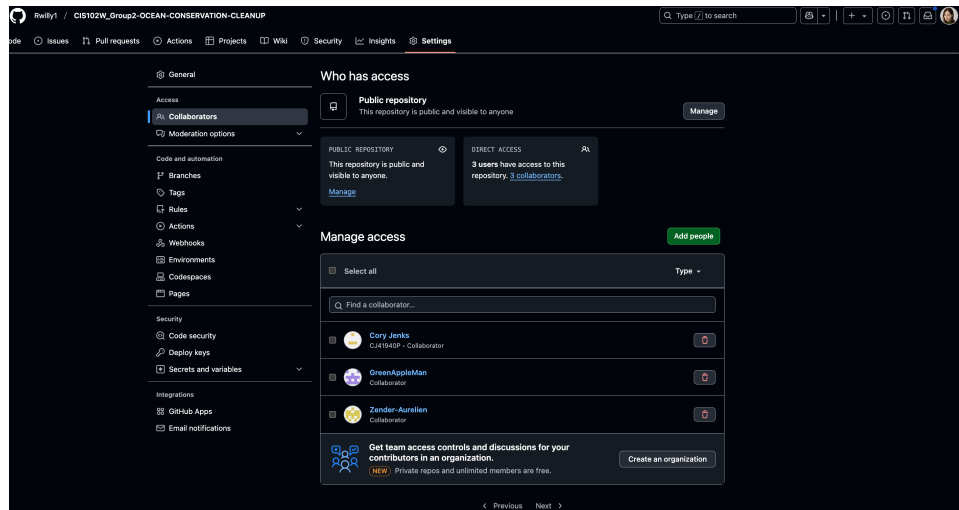 Rwilly1 / CIS102W_Group2-OCEAN-CONSERVATION-CLEANUP
Type / to search
ode Issues Pull requests Actions Projects Wiki Security Insights Settings
General
Access
Collaborators
Moderation options
Code and automation
Branches
Tags
Rules
Actions
Webhooks
Environments
Codespaces
Pages
Security
Code security
Deploy keys
Secrets and variables
Integrations
GitHub Apps
Email notifications
Who has access
Public repository
This repository is public and visible to anyone
Manage
PUBLIC REPOSITORY
This repository is public and
visible to anyone.
Manage
DIRECT ACCESS
3 users have access to this
repository. 3 collaborators.
Manage access
Add people
Select all
Type
Find a collaborator...
Cory Jenks
CJ41940P • Collaborator
GreenAppleMan
Collaborator
Zender-Aurelien
Collaborator
Get team access controls and discussions for your
contributors in an organization.
NEW Private repos and unlimited members are free.
Create an organization
Previous Next